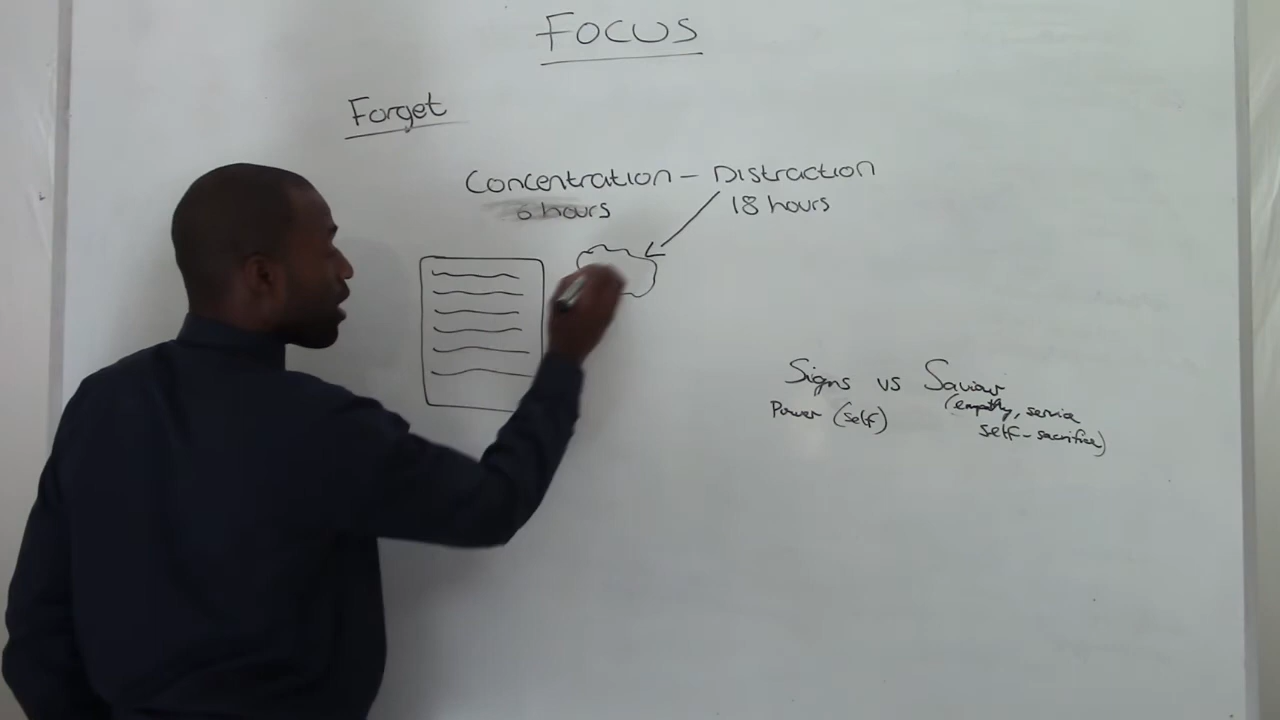 FOCUS
Forget
Concentration - Distraction
6 hours 18 hours
Signs vs Saviour
Power (self) (empathy, service
self-sacrifice)